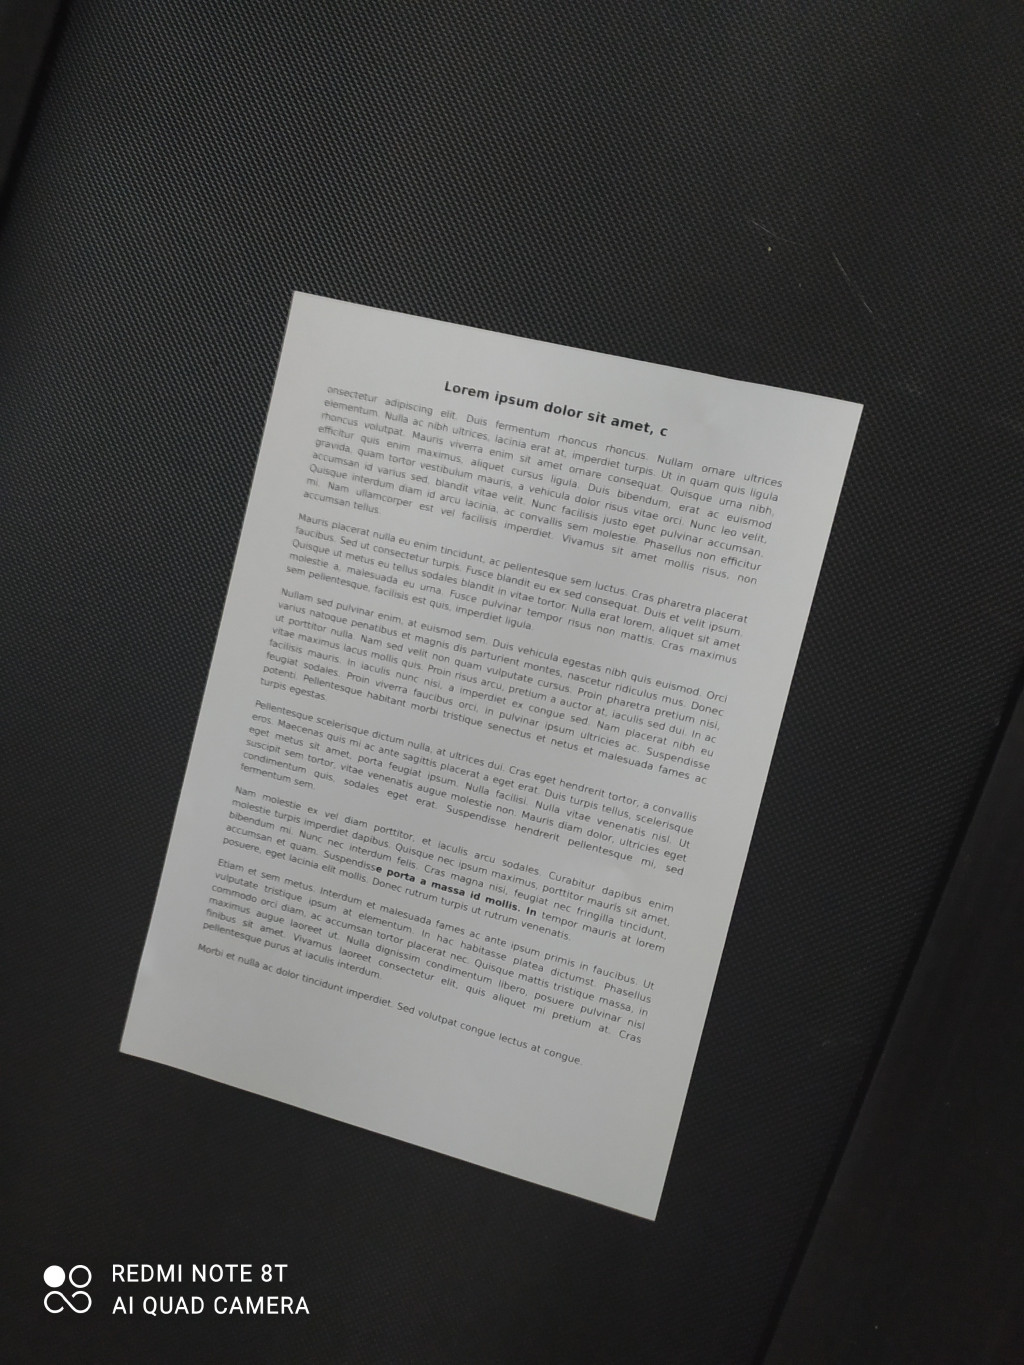 Lorem ipsum dolor sit amet, c
onsectetur adipiscing elit. Duis fermentum rhoncus rhoncus. Nullam ornare ultrices
elementum. Nulla ac nibh ultrices, lacinia erat at, imperdiet turpis. Ut in quam quis ligula
rhoncus volutpat. Mauris viverra enim sit amet ornare consequat. Quisque urna nibh,
efficitur quis enim maximus, aliquet cursus ligula. Duis bibendum, erat ac euismod
gravida, quam tortor vestibulum mauris, a vehicula dolor risus vitae orci. Nunc leo velit,
accumsan id varius sed, blandit vitae velit. Nunc facilisis justo eget pulvinar accumsan.
Quisque interdum diam id arcu lacinia, ac convallis sem molestie. Phasellus non efficitur
mi. Nam ullamcorper est vel facilisis imperdiet. Vivamus sit amet mollis risus, non
accumsan tellus.
Mauris placerat nulla eu enim tincidunt, ac pellentesque sem luctus. Cras pharetra placerat
faucibus. Sed ut consectetur turpis. Fusce blandit eu ex sed consequat. Duis et velit ipsum.
Quisque ut metus eu tellus sodales blandit in vitae tortor. Nulla erat lorem, aliquet sit amet
molestie a, malesuada eu urna. Fusce pulvinar tempor risus non mattis. Cras maximus
sem pellentesque, facilisis est quis, imperdiet ligula.
Nullam sed pulvinar enim, at euismod sem. Duis vehicula egestas nibh quis euismod. Orci
varius natoque penatibus et magnis dis parturient montes, nascetur ridiculus mus. Donec
ut porttitor nulla. Nam sed velit non quam vulputate cursus. Proin pharetra pretium nisi,
vitae maximus lacus mollis quis. Proin risus arcu, pretium a auctor at, iaculis sed dui. In ac
facilisis mauris. In iaculis nunc nisi, a imperdiet ex congue sed. Nam placerat nibh eu
feugiat sodales. Proin viverra faucibus orci, in pulvinar ipsum ultricies ac. Suspendisse
potenti. Pellentesque habitant morbi tristique senectus et netus et malesuada fames ac
turpis egestas.
Pellentesque scelerisque dictum nulla, at ultrices dui. Cras eget hendrerit tortor, a convallis
eros. Maecenas quis mi ac ante sagittis placerat a eget erat. Duis turpis tellus, scelerisque
eget metus sit amet, porta feugiat ipsum. Nulla facilisi. Nulla vitae venenatis nisl. Ut
suscipit sem tortor, vitae venenatis augue molestie non. Mauris diam dolor, ultricies eget
condimentum quis, sodales eget erat. Suspendisse hendrerit pellentesque mi, sed
fermentum sem.
Nam molestie ex vel diam porttitor, et iaculis arcu sodales. Curabitur dapibus enim
molestie turpis imperdiet dapibus. Quisque nec ipsum maximus, porttitor mauris sit amet,
bibendum mi. Nunc nec interdum felis. Cras magna nisi, feugiat nec fringilla tincidunt,
accumsan et quam. Suspendisse porta a massa id mollis. In tempor mauris at lorem
posuere, eget lacinia elit mollis. Donec rutrum turpis ut rutrum venenatis.
Etiam et sem metus. Interdum et malesuada fames ac ante ipsum primis in faucibus. Ut
vulputate tristique ipsum at elementum. In hac habitasse platea dictumst. Phasellus
commodo orci diam, ac accumsan tortor placerat nec. Quisque mattis tristique massa, in
maximus augue laoreet ut. Nulla dignissim condimentum libero, posuere pulvinar nisl
finibus sit amet. Vivamus laoreet consectetur elit, quis aliquet mi pretium at. Cras
pellentesque purus at iaculis interdum.
Morbi et nulla ac dolor tincidunt imperdiet. Sed volutpat congue lectus at congue.
REDMI NOTE 8T
AI QUAD CAMERA